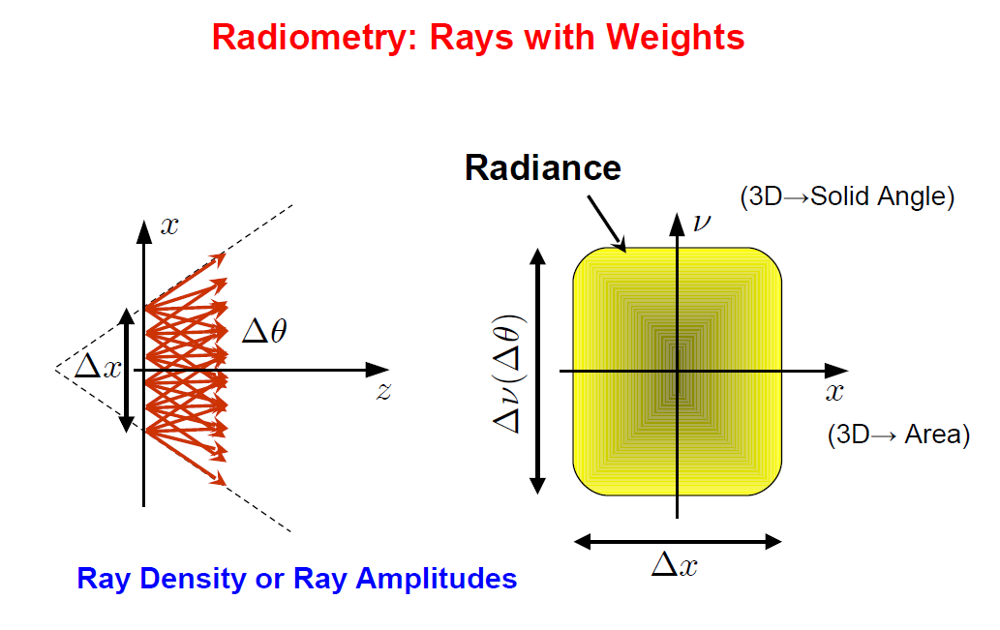 Radiometry: Rays with Weights
Radiance
(3D→Solid Angle)
x
ν
Δθ
Δν(Δθ)
Δx
z
x
(3D→ Area)
Δx
Ray Density or Ray Amplitudes